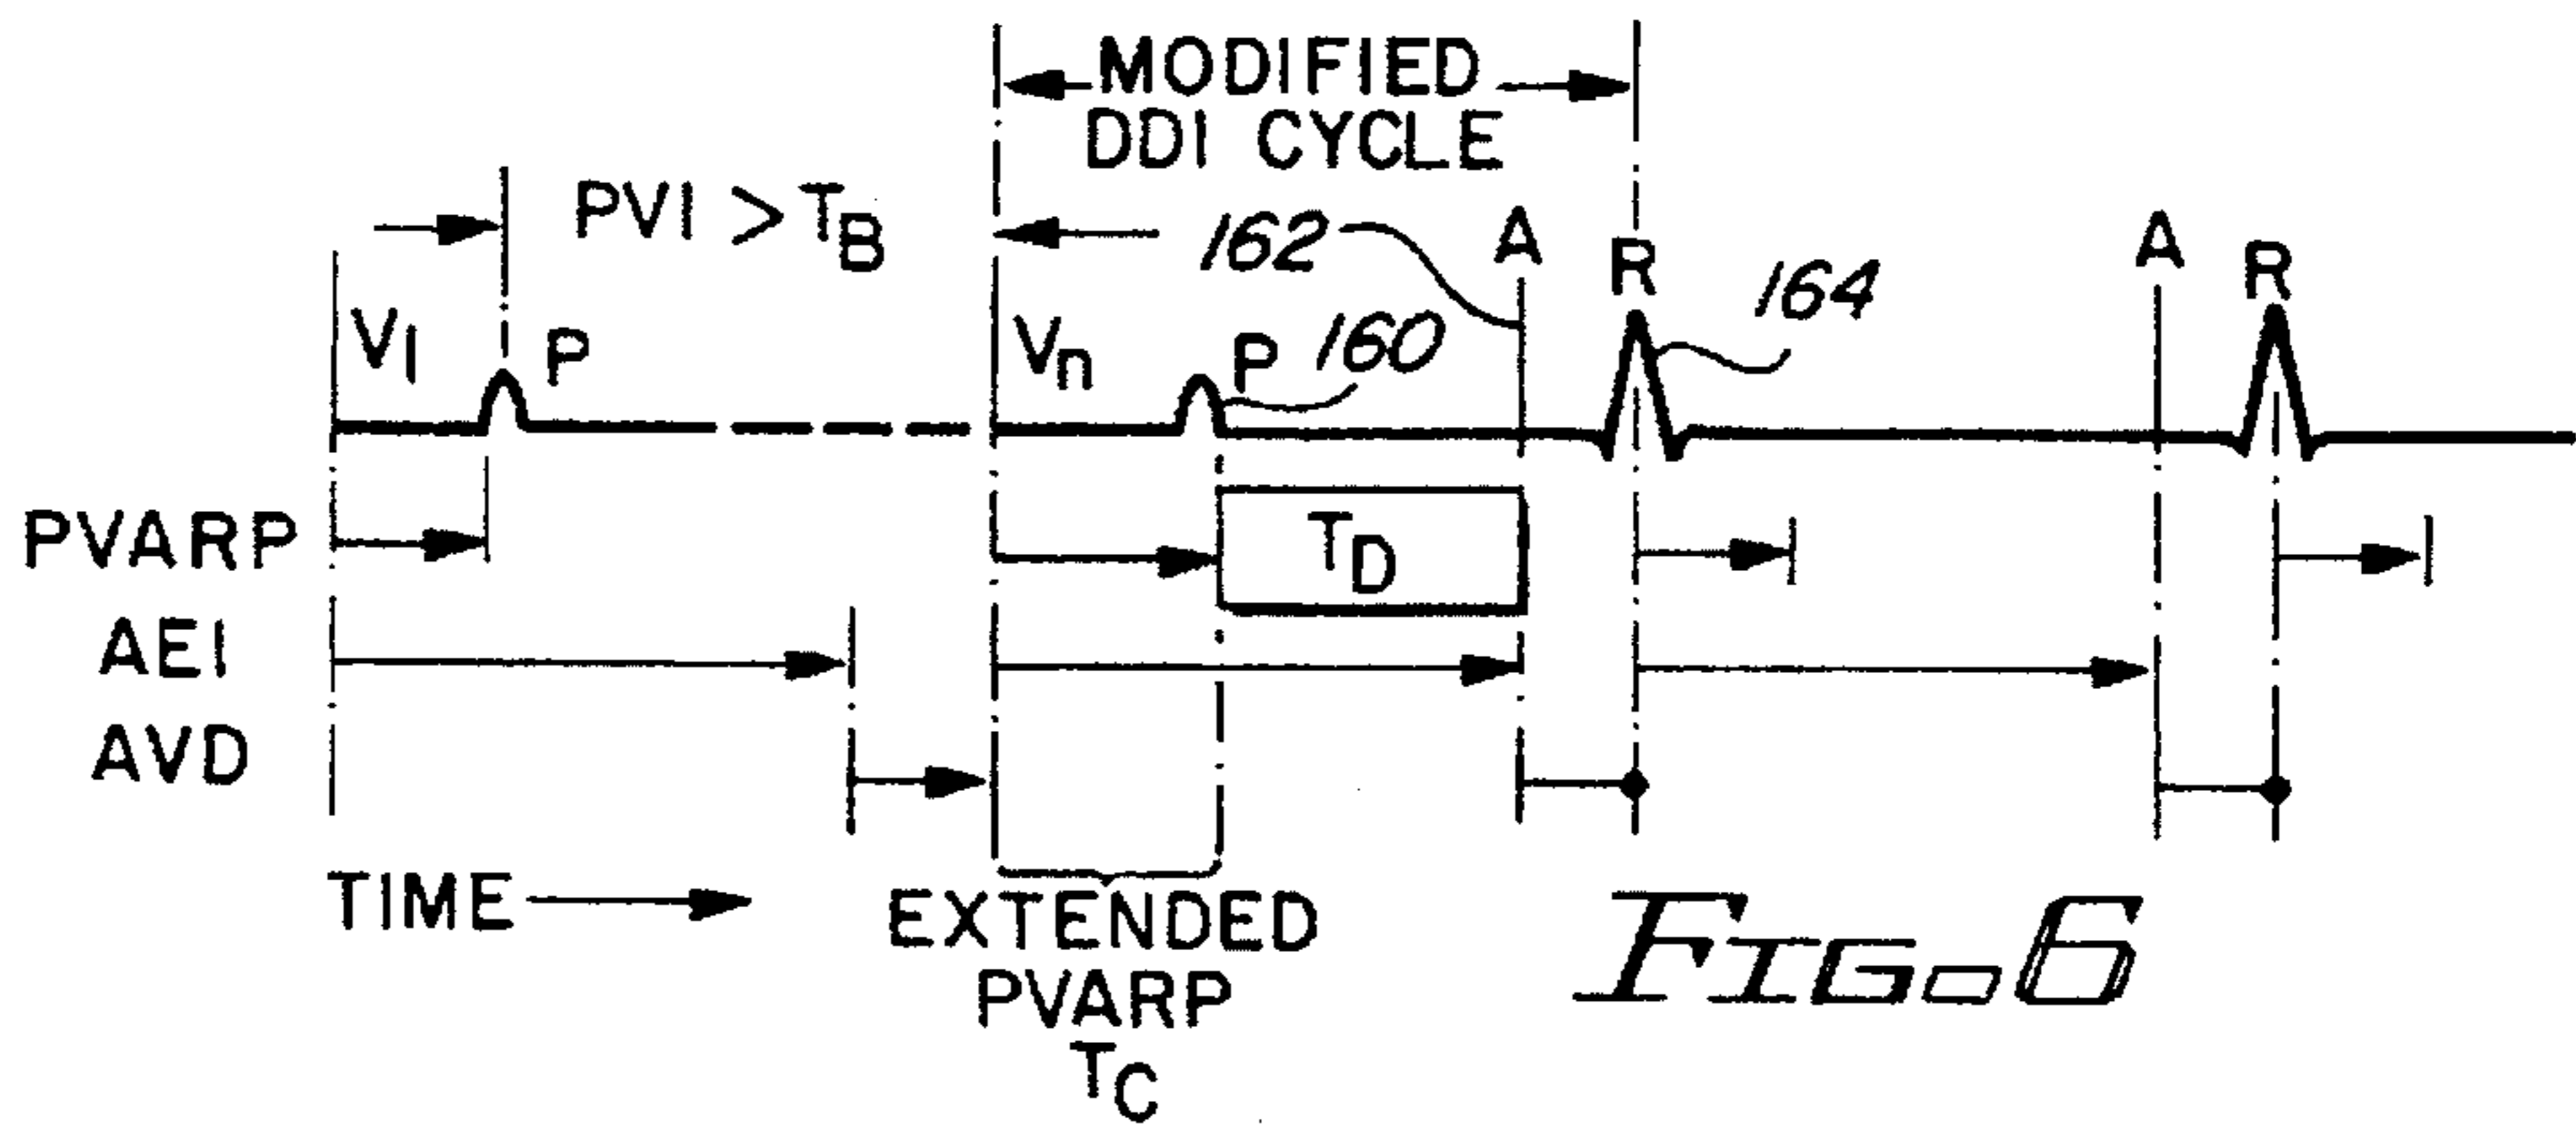 MODIFIED
DDI CYCLE
PVI > TB
162
A
R
164
A
R
V1
P
Vn
P
160
PVARP
TD
AEI
AVD
TIME
EXTENDED
PVARP
TC
FIG-6